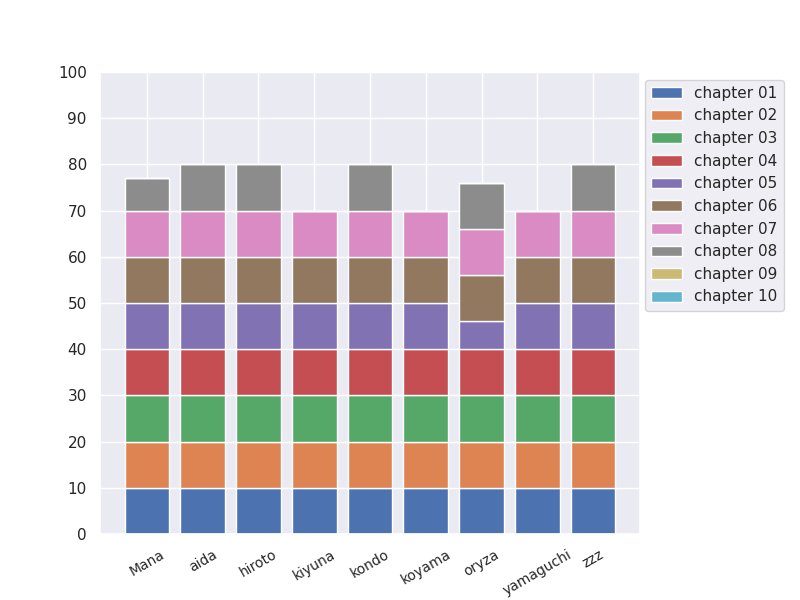 100
90
80
70
60
50
40
30
20
10
0
Mana
aida
hiroto
kiyuna
kondo
koyama
oryza
yamaguchi
zzz
chapter 01
chapter 02
chapter 03
chapter 04
chapter 05
chapter 06
chapter 07
chapter 08
chapter 09
chapter 10